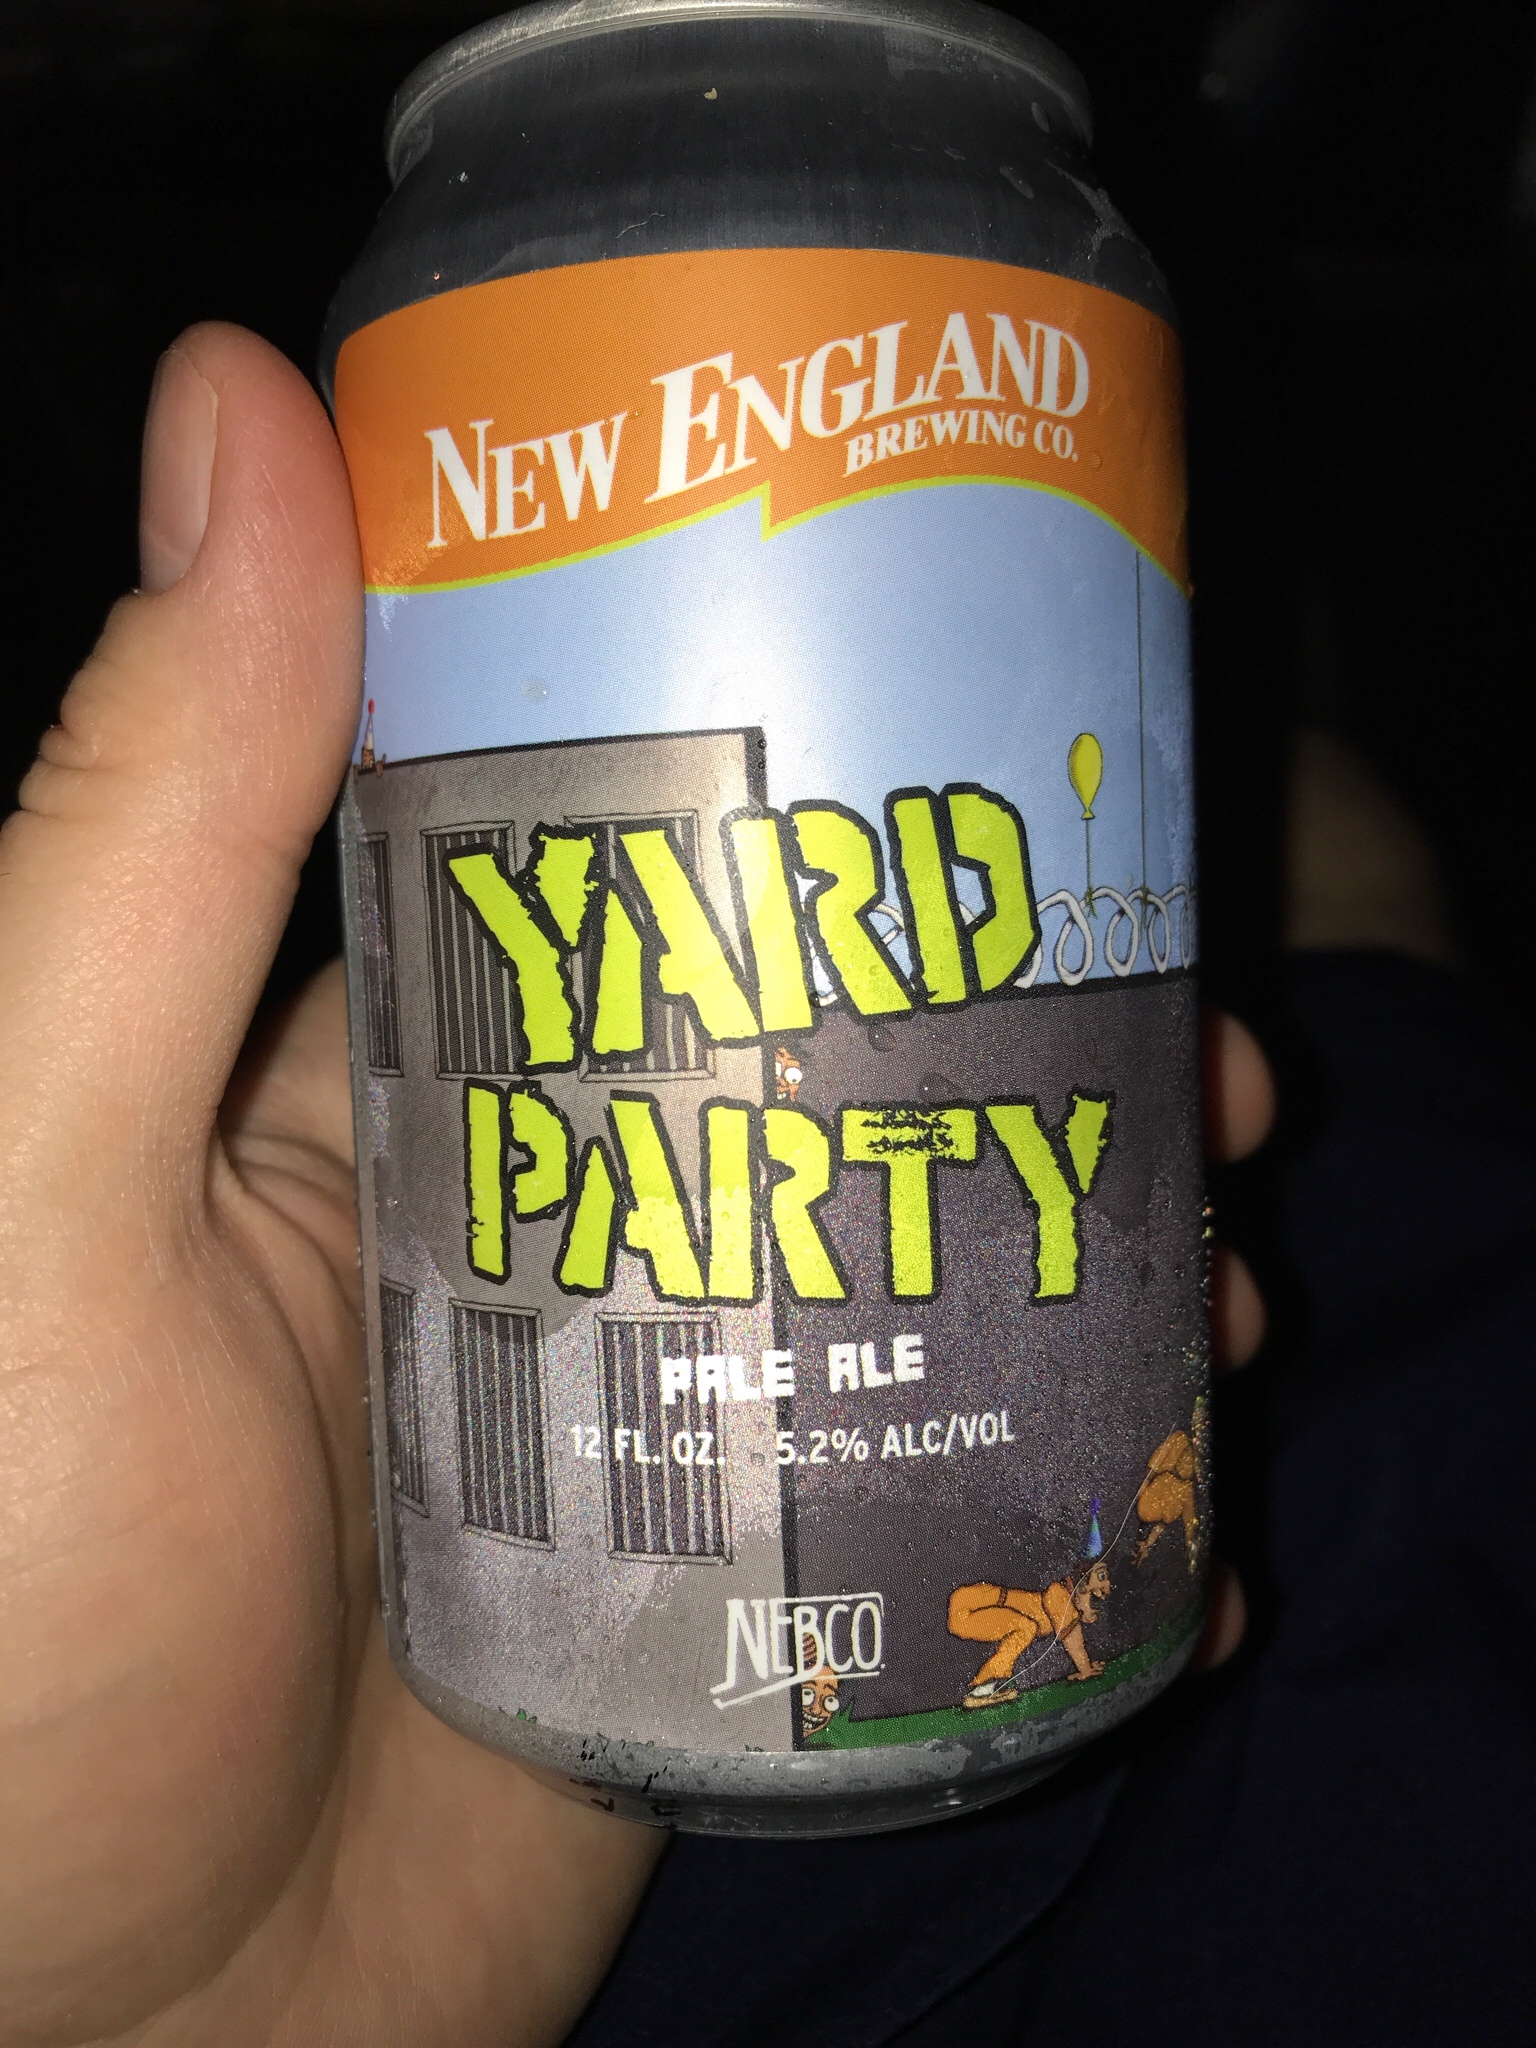 NEW ENGLAND
BREWING CO.
YARD
PARTY
PALE ALE
12 FL. OZ. 5.2% ALC/VOL
NEBCO.